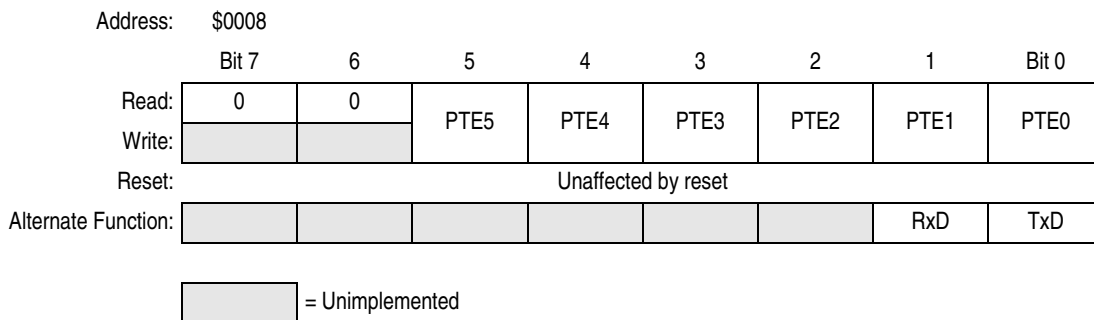 Address: $0008
Bit 7 6 5 4 3 2 1 Bit 0
Read: 0 0 PTE5 PTE4 PTE3 PTE2 PTE1 PTE0
Write:
Reset: Unaffected by reset
Alternate Function: RxD TxD
= Unimplemented